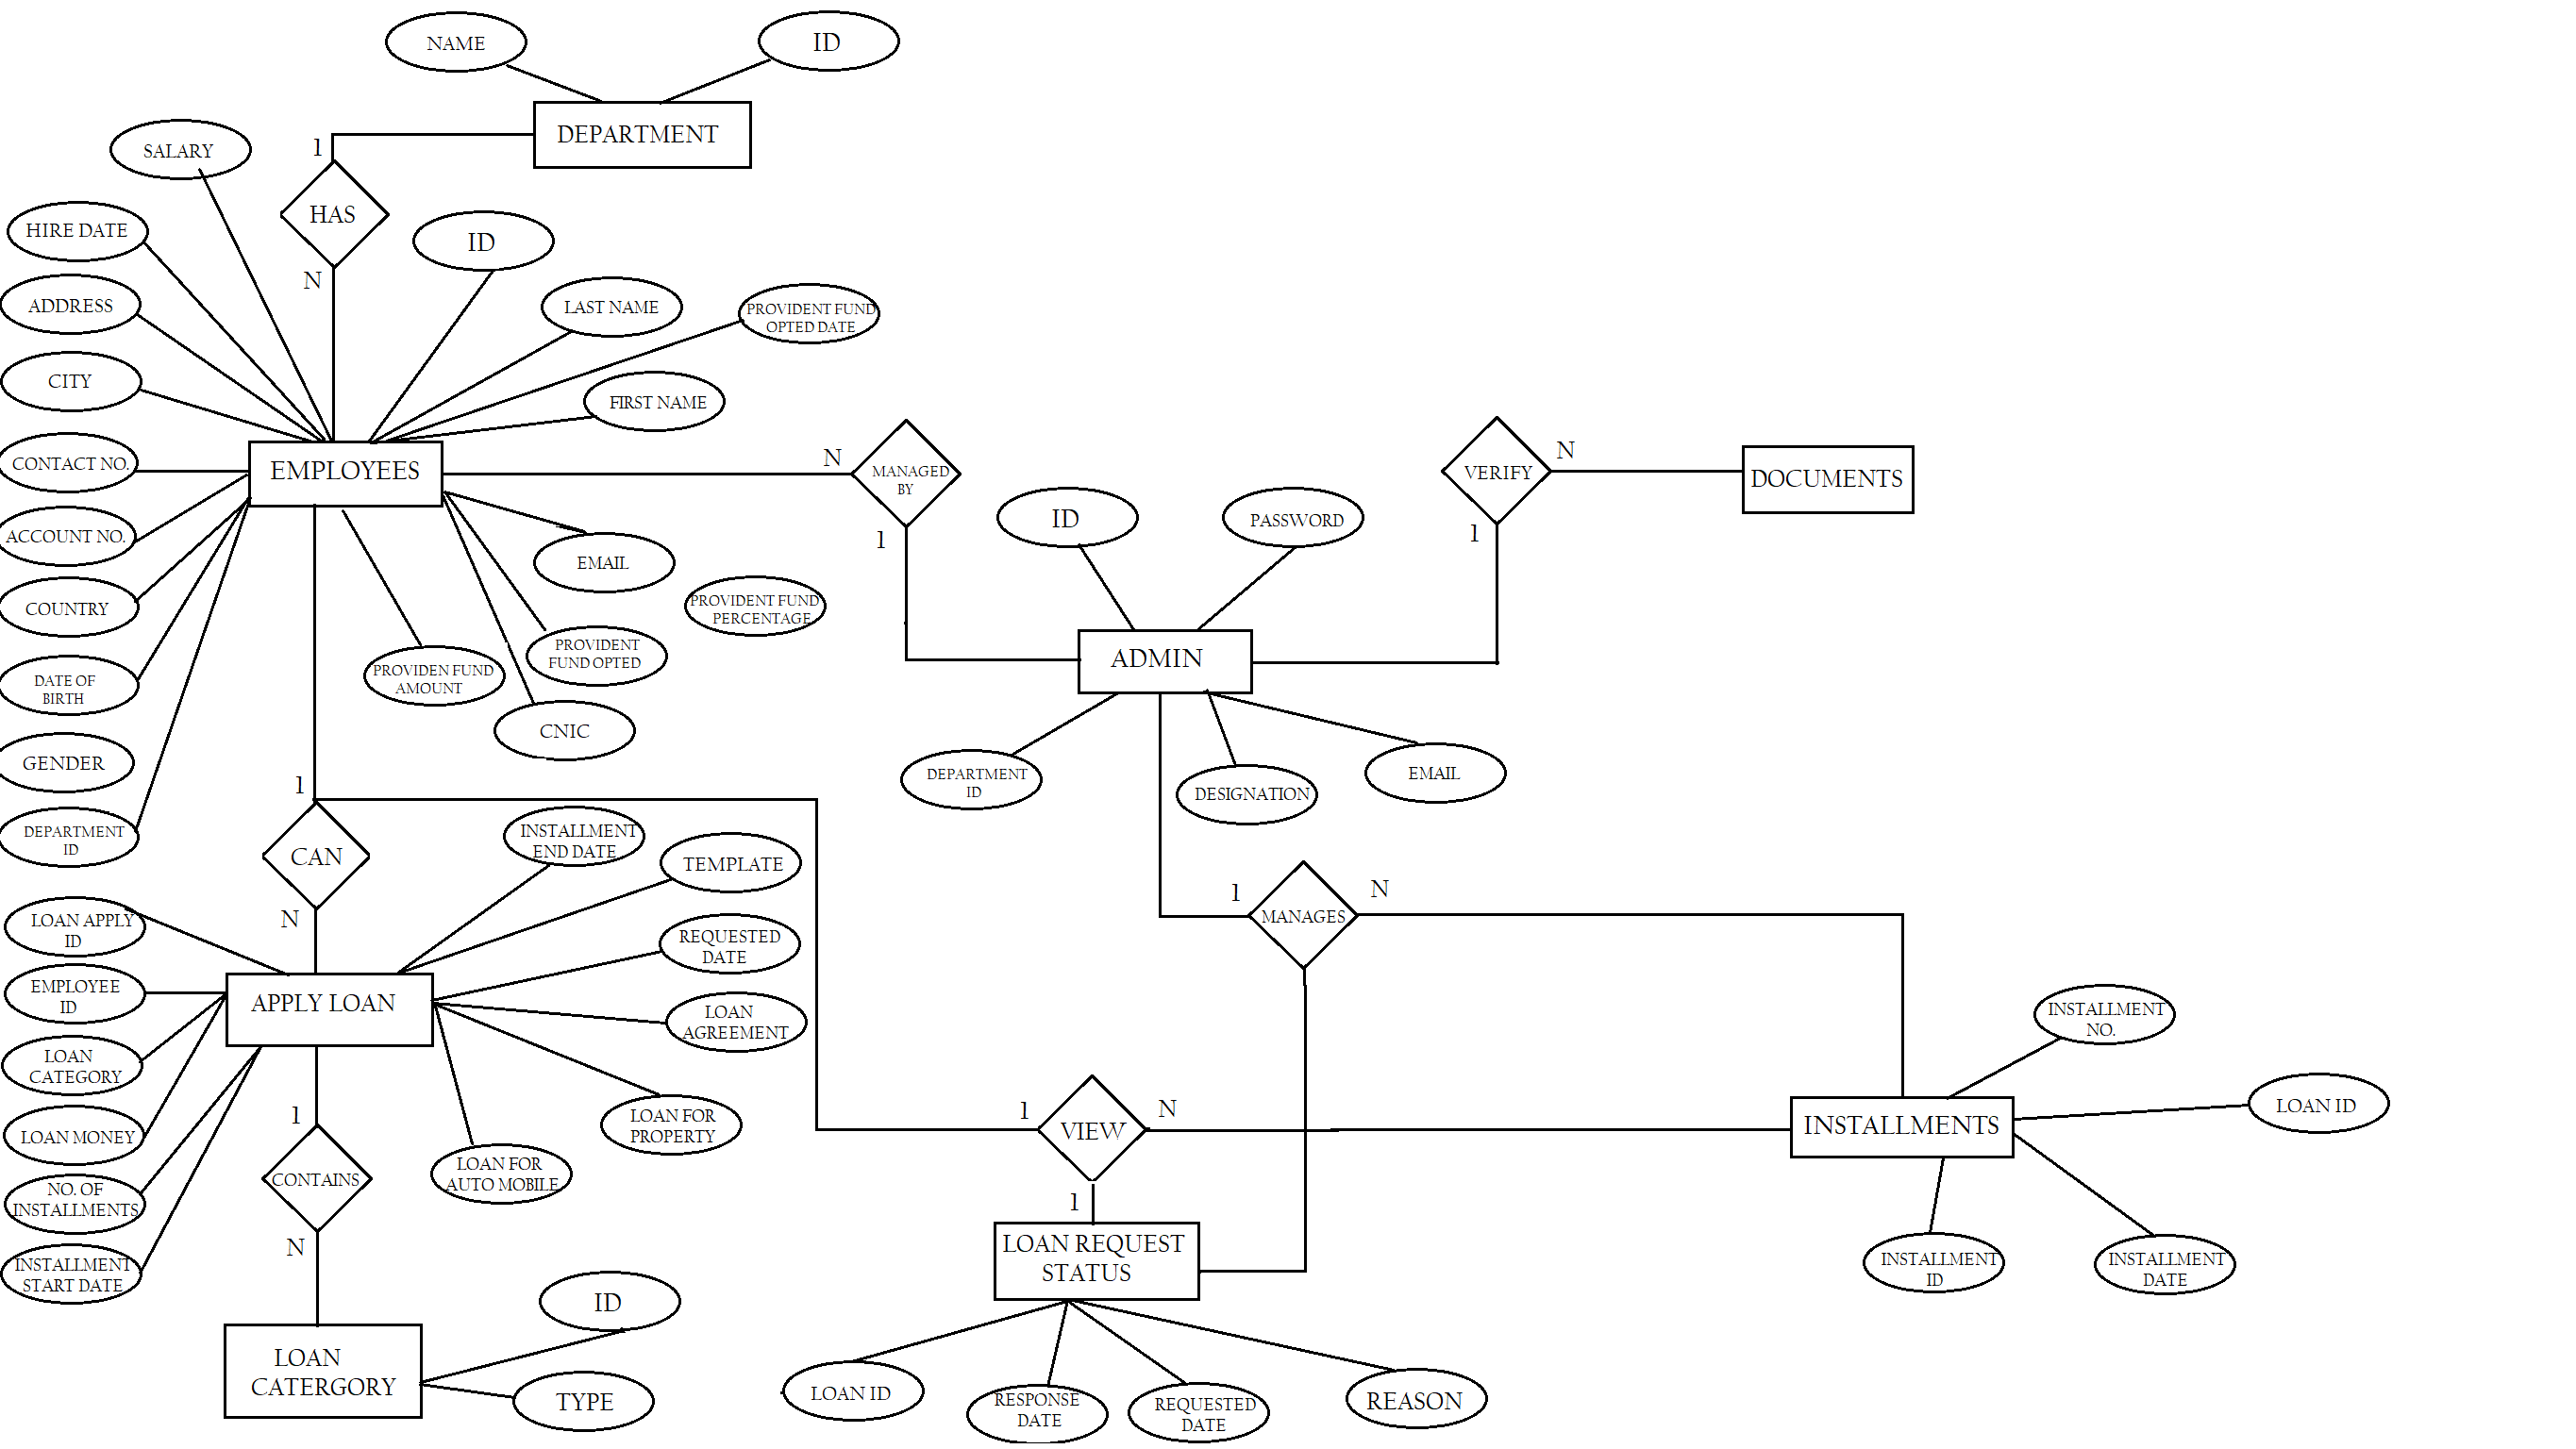 NAME
ID
DEPARTMENT
1
SALARY
HAS
HIRE DATE
ID
N
ADDRESS
LAST NAME
PROVIDENT FUND
OPTED DATE
CITY
FIRST NAME
CONTACT NO.
EMPLOYEES
N
MANAGED
BY
VERIFY
N
DOCUMENTS
ACCOUNT NO.
1
ID
PASSWORD
1
EMAIL
COUNTRY
PROVIDENT FUND
PERCENTAGE
PROVIDENT
FUND OPTED
ADMIN
DATE OF
BIRTH
PROVIDEN FUND
AMOUNT
CNIC
GENDER
DEPARTMENT
ID
DESIGNATION
EMAIL
1
DEPARTMENT
ID
CAN
INSTALLMENT
END DATE
TEMPLATE
N
1
N
MANAGES
LOAN APPLY
ID
REQUESTED
DATE
EMPLOYEE
ID
APPLY LOAN
LOAN
AGREEMENT
INSTALLMENT
NO.
LOAN
CATEGORY
LOAN MONEY
1
LOAN FOR
PROPERTY
1
VIEW
N
INSTALLMENTS
LOAN ID
CONTAINS
LOAN FOR
AUTO MOBILE
NO. OF
INSTALLMENTS
1
N
LOAN REQUEST
STATUS
INSTALLMENT
START DATE
INSTALLMENT
ID
INSTALLMENT
DATE
ID
LOAN
CATERGORY
TYPE
LOAN ID
RESPONSE
DATE
REQUESTED
DATE
REASON